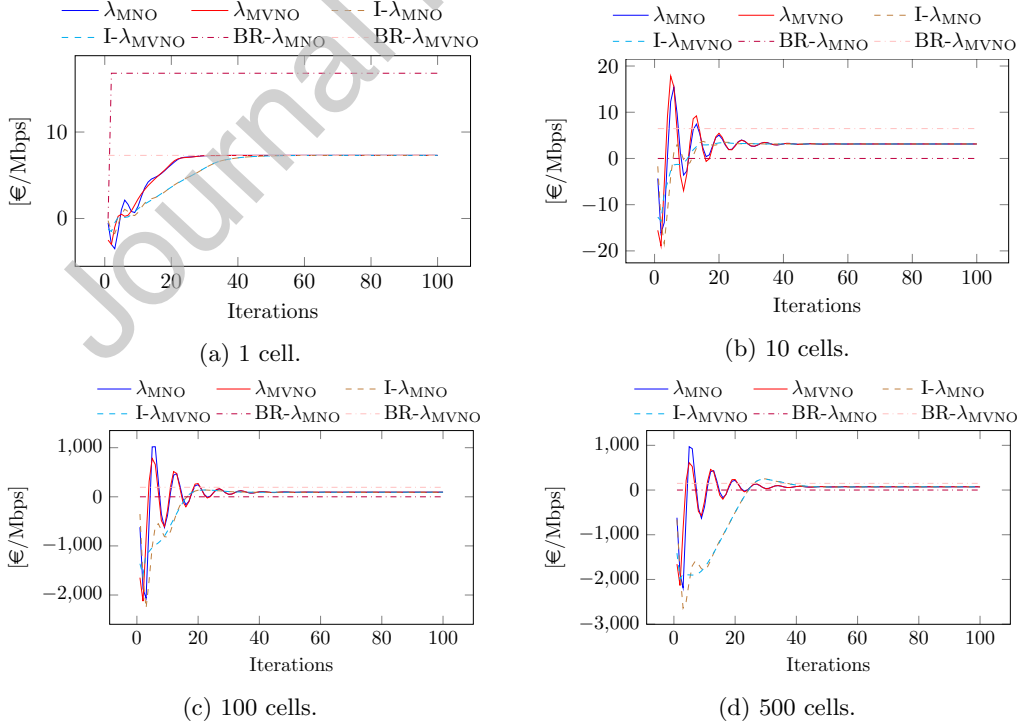 λMNO λMVNO I-λMNO
I-λMVNO BR-λMNO BR-λMVNO
10
0
[€/Mbps]
0 20 40 60 80 100
Iterations
(a) 1 cell.
λMNO λMVNO I-λMNO
I-λMVNO BR-λMNO BR-λMVNO
20
10
0
−10
−20
[€/Mbps]
0 20 40 60 80 100
Iterations
(b) 10 cells.
λMNO λMVNO I-λMNO
I-λMVNO BR-λMNO BR-λMVNO
1,000
0
−1,000
−2,000
[€/Mbps]
0 20 40 60 80 100
Iterations
(c) 100 cells.
λMNO λMVNO I-λMNO
I-λMVNO BR-λMNO BR-λMVNO
1,000
0
−1,000
−2,000
−3,000
[€/Mbps]
0 20 40 60 80 100
Iterations
(d) 500 cells.
Journal